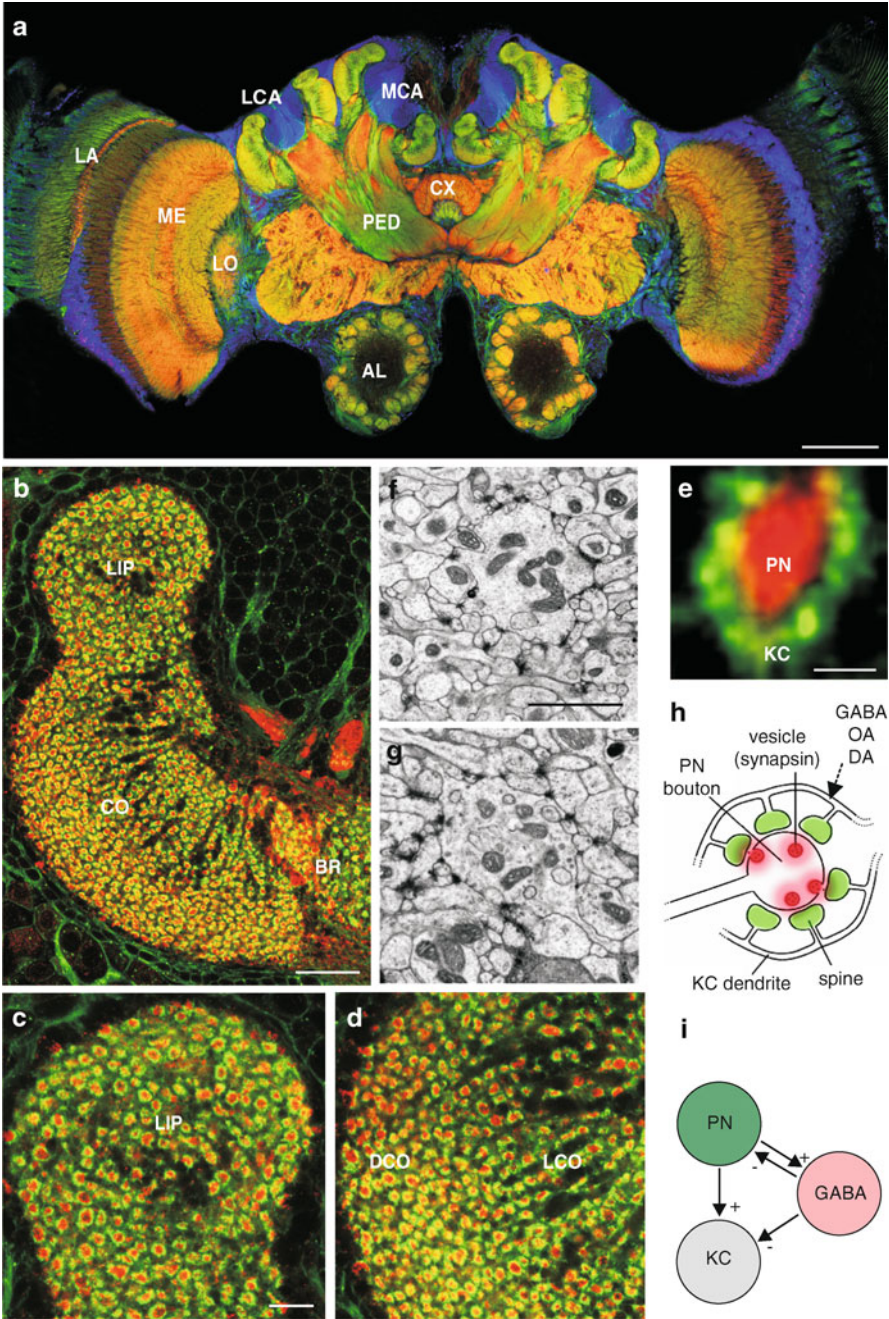 a
LCA
MCA
LA
ME
CX
PED
LO
AL
b
LIP
CO
BR
f
g
e
PN
KC
h
GABA
OA
DA
vesicle
(synapsin)
PN
bouton
KC dendrite
spine
c
LIP
d
DCO
LCO
i
PN
+
-
GABA
+
-
KC